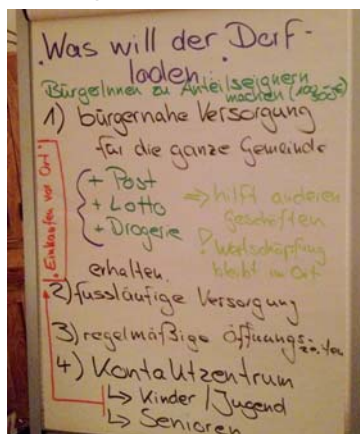 Was will der Dorf-
laden:
BürgerInnen zu Anteilseignern
machen
1) bürgernahe Versorgung
für die ganze Gemeinde
+ Post
+ Lotto
+ Drogerie
=> hilft anderen
Geschäften
! Wertschöpfung
bleibt im Ort
erhalten.
Einkaufen vor Ort
2) fussläufige Versorgung
3) regelmäßige Öffnungs-
zeiten
4) Kontaktzentrum
↳ Kinder / Jugend
↳ Senioren